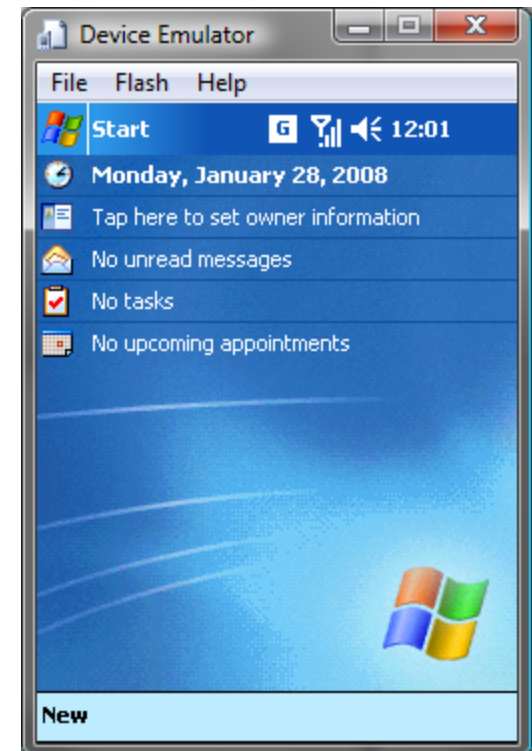 Device Emulator
File Flash Help
Start G 12:01
Monday, January 28, 2008
Tap here to set owner information
No unread messages
No tasks
No upcoming appointments
New